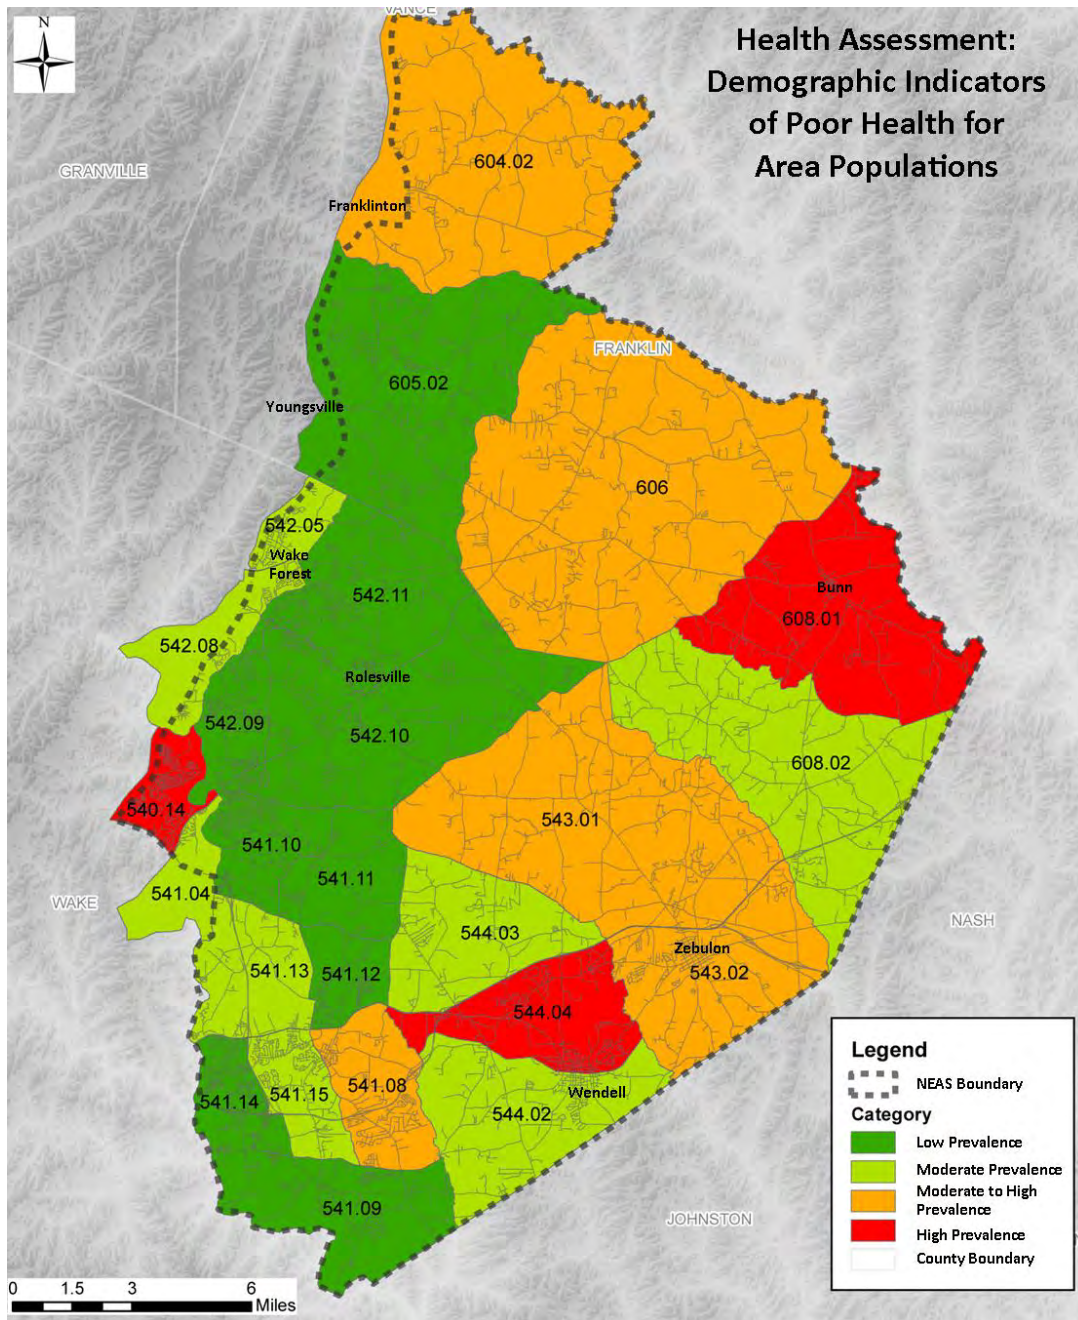 VANCE
N
Health Assessment:
Demographic Indicators
of Poor Health for
Area Populations
GRANVILLE
604.02
Franklinton
FRANKLIN
605.02
Youngsville
606
542.05
Wake
Forest
542.11
Bunn
608.01
542.08
Rolesville
542.09
542.10
608.02
540.14
543.01
541.10
541.11
541.04
WAKE
NASH
544.03
Zebulon
541.13
541.12
543.02
544.04
541.08
541.15
541.14
Wendell
544.02
541.09
JOHNSTON
Legend
NEAS Boundary
Category
Low Prevalence
Moderate Prevalence
Moderate to High
Prevalence
High Prevalence
County Boundary
0 1.5 3 6
Miles